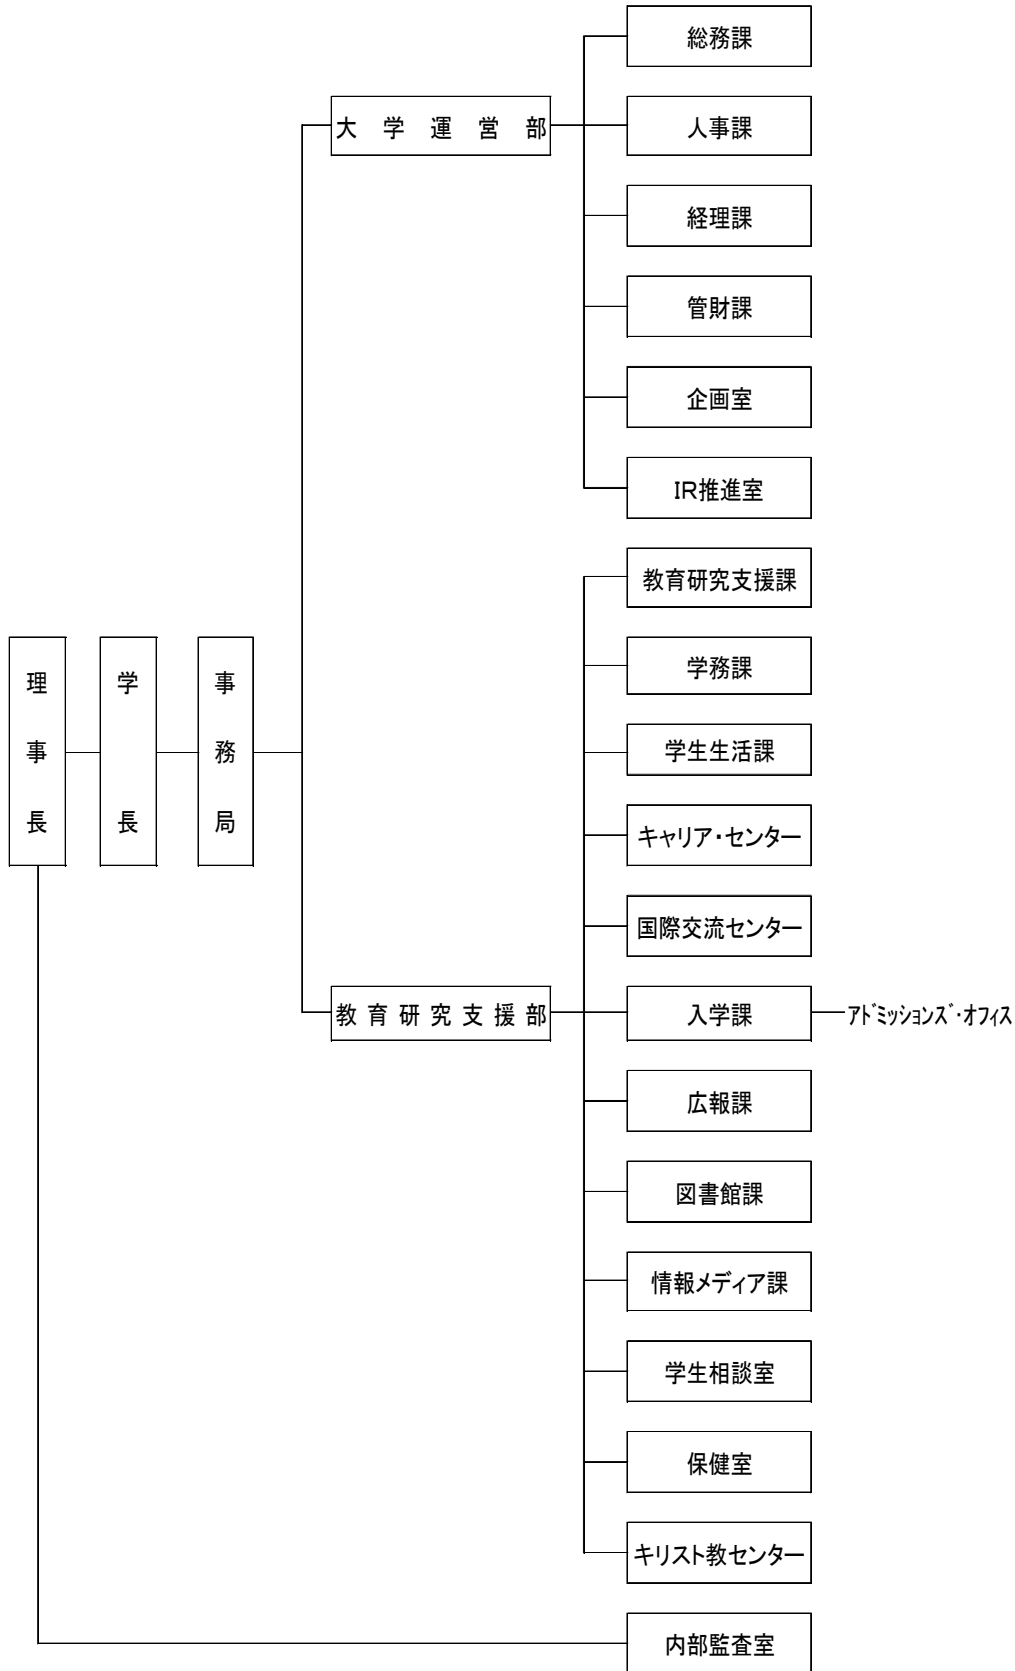 総務課
大学運営部
人事課
経理課
管財課
企画室
IR推進室
教育研究支援課
理事長
学長
事務局
学務課
学生生活課
キャリア・センター
国際交流センター
教育研究支援部
入学課
アドミッションズ・オフィス
広報課
図書館課
情報メディア課
学生相談室
保健室
キリスト教センター
内部監査室